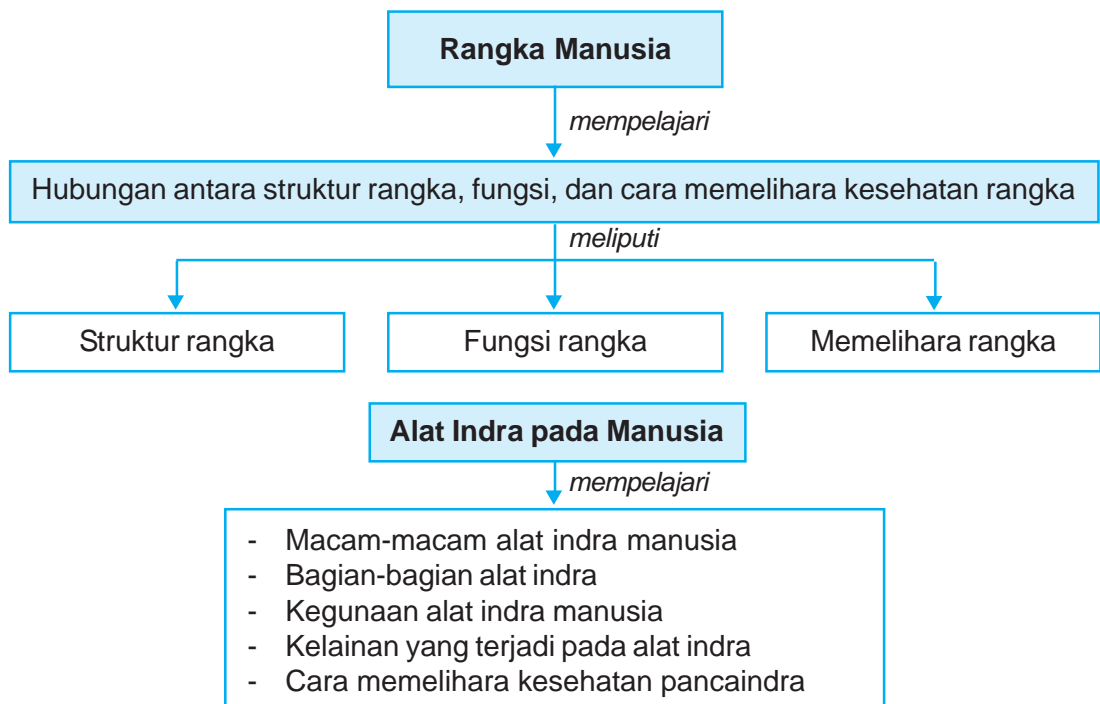 Rangka Manusia
mempelajari
Hubungan antara struktur rangka, fungsi, dan cara memelihara kesehatan rangka
meliputi
Struktur rangka
Fungsi rangka
Memelihara rangka
Alat Indra pada Manusia
mempelajari
- Macam-macam alat indra manusia
- Bagian-bagian alat indra
- Kegunaan alat indra manusia
- Kelainan yang terjadi pada alat indra
- Cara memelihara kesehatan pancaindra